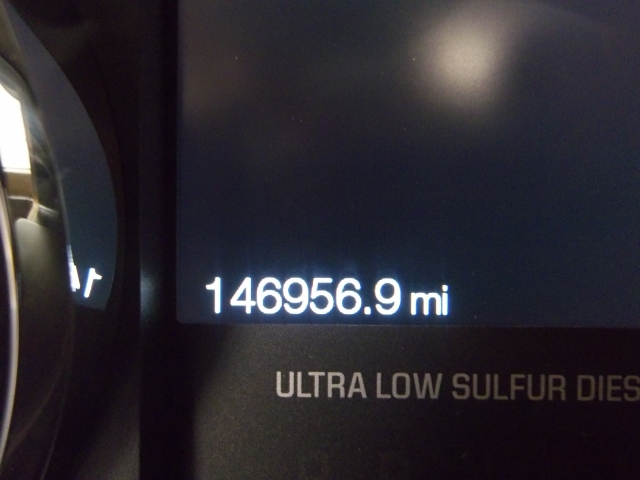 146956.9 mi
ULTRA LOW SULFUR DIES